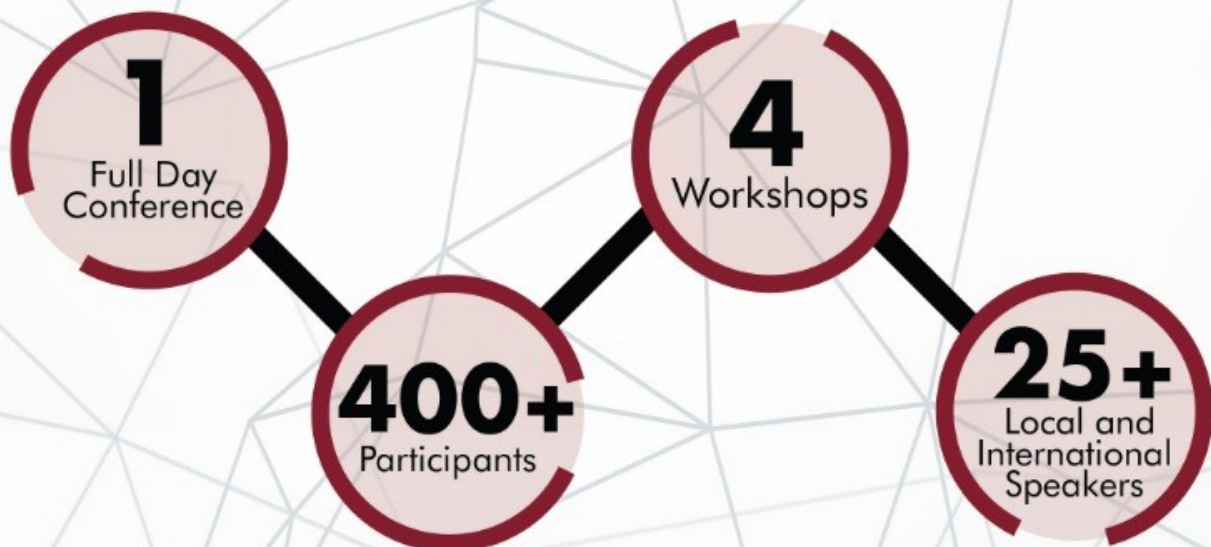 1
Full Day
Conference
400+
Participants
4
Workshops
25+
Local and
International
Speakers